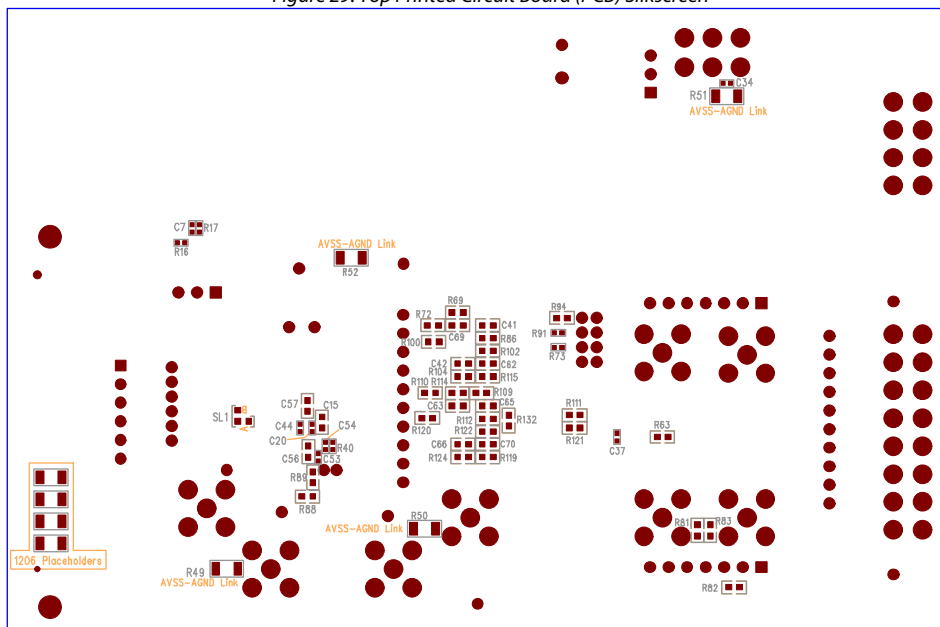 Figure 29. Top Printed Circuit Board (PCB) Silkscreen
C34
R51
AVSS-AGND Link
C7
R17
R16
AVSS-AGND Link
R52
R69
R94
R72
C69
C41
R91
R86
R100
R102
R73
C42
C62
R104
R115
R110
R114
R109
C57
C65
C63
C15
B
SL1
A
R111
R120
R112
R132
C44
C54
R122
R121
C20
R63
C66
C70
R40
C37
C56
C53
R124
R119
R89
R88
R50
AVSS-AGND Link
R81
R83
1206 Placeholders
R49
AVSS-AGND Link
R82